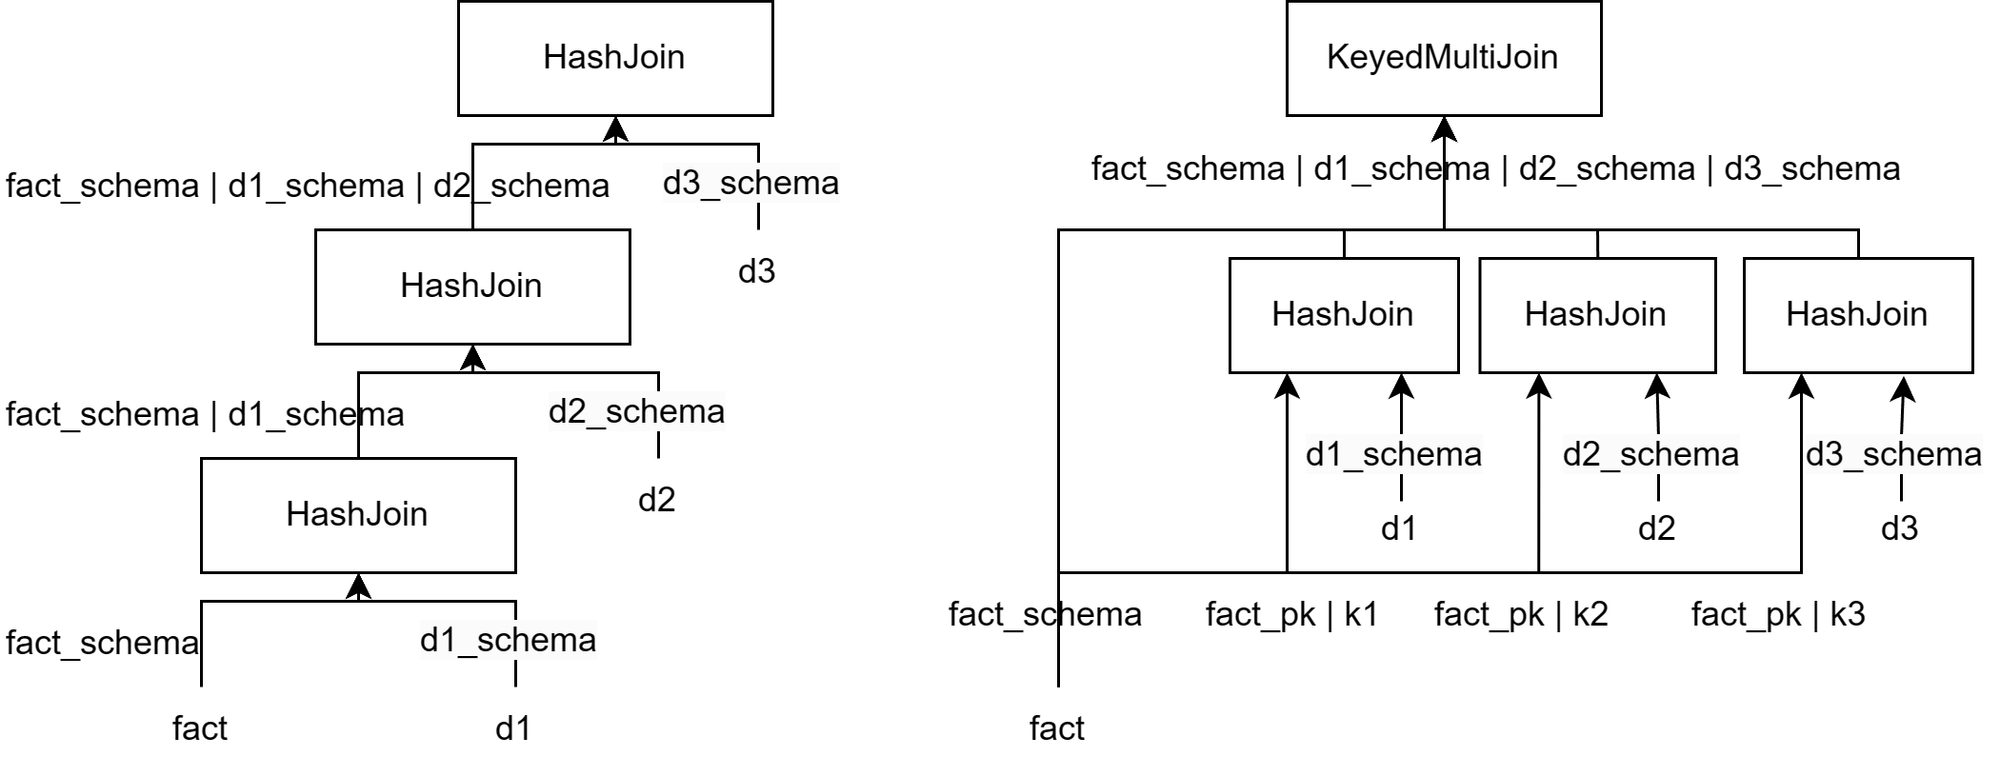 HashJoin
fact_schema | d1_schema | d2_schema
d3_schema
d3
HashJoin
fact_schema | d1_schema
d2_schema
d2
HashJoin
fact_schema
d1_schema
fact
d1
KeyedMultiJoin
fact_schema | d1_schema | d2_schema | d3_schema
HashJoin
HashJoin
HashJoin
d1_schema
d2_schema
d3_schema
d1
d2
d3
fact_schema
fact_pk | k1
fact_pk | k2
fact_pk | k3
fact